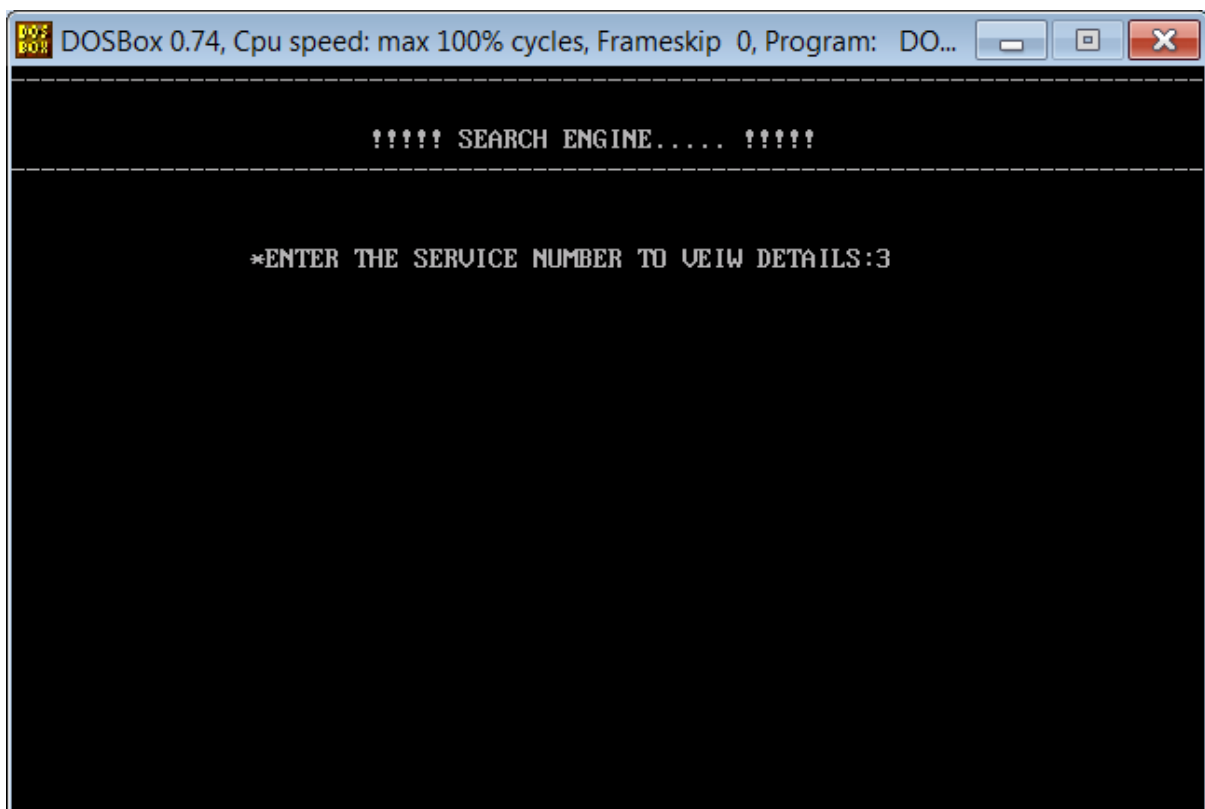 DOSBox 0.74, Cpu speed: max 100% cycles, Frameskip 0, Program: DO...
!!!!! SEARCH ENGINE..... !!!!!
*ENTER THE SERVICE NUMBER TO VEIW DETAILS:3